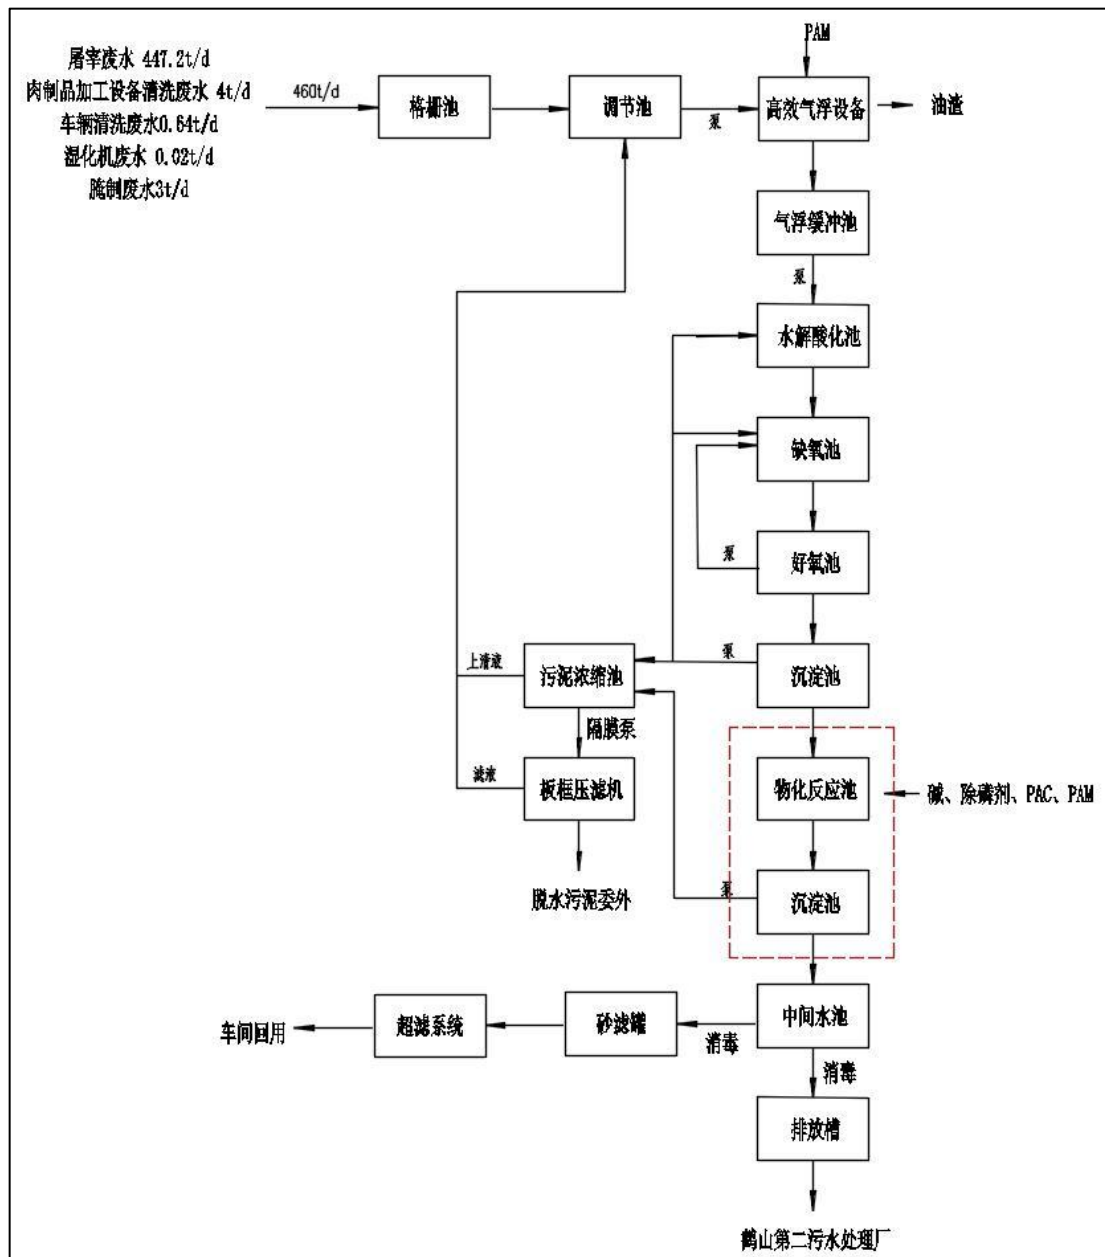 PAM
屠宰废水 447.2t/d
肉制品加工设备清洗废水 4t/d
车辆清洗废水0.64t/d
湿化机废水 0.02t/d
腌制废水3t/d
460t/d
格栅池
调节池
泵
高效气浮设备
油渣
气浮缓冲池
泵
水解酸化池
缺氧池
泵
好氧池
上清液
污泥浓缩池
泵
沉淀池
隔膜泵
滤液
板框压滤机
物化反应池
碱、除磷剂、PAC、PAM
脱水污泥委外
泵
沉淀池
车间回用
超滤系统
砂滤罐
消毒
中间水池
消毒
排放槽
鹤山第二污水处理厂